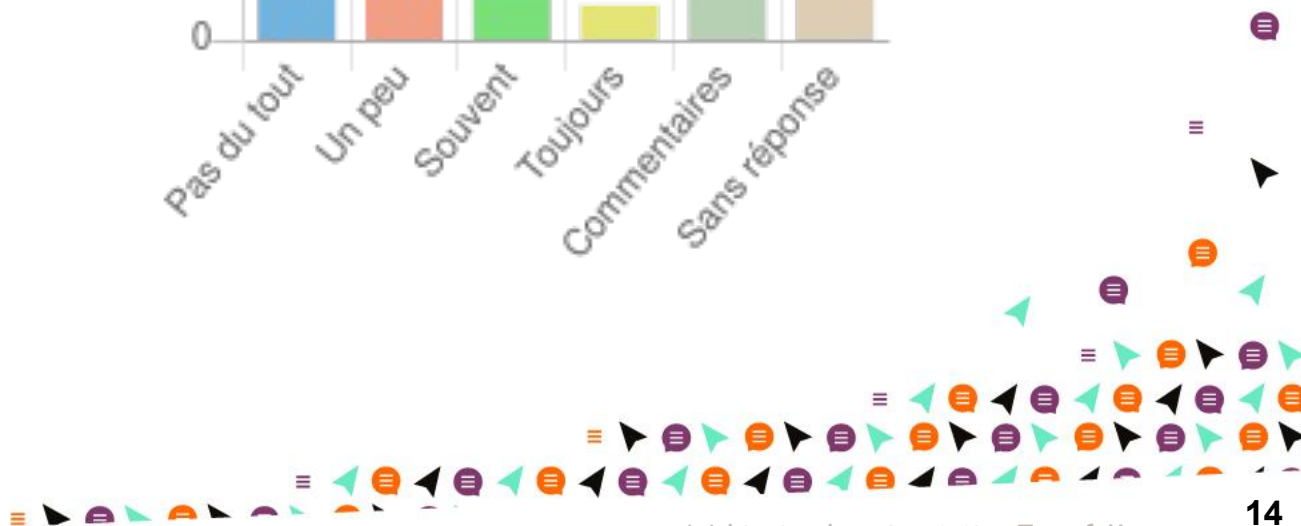 0
Pas du tout
Un peu
Souvent
Toujours
Commentaires
Sans réponse
14